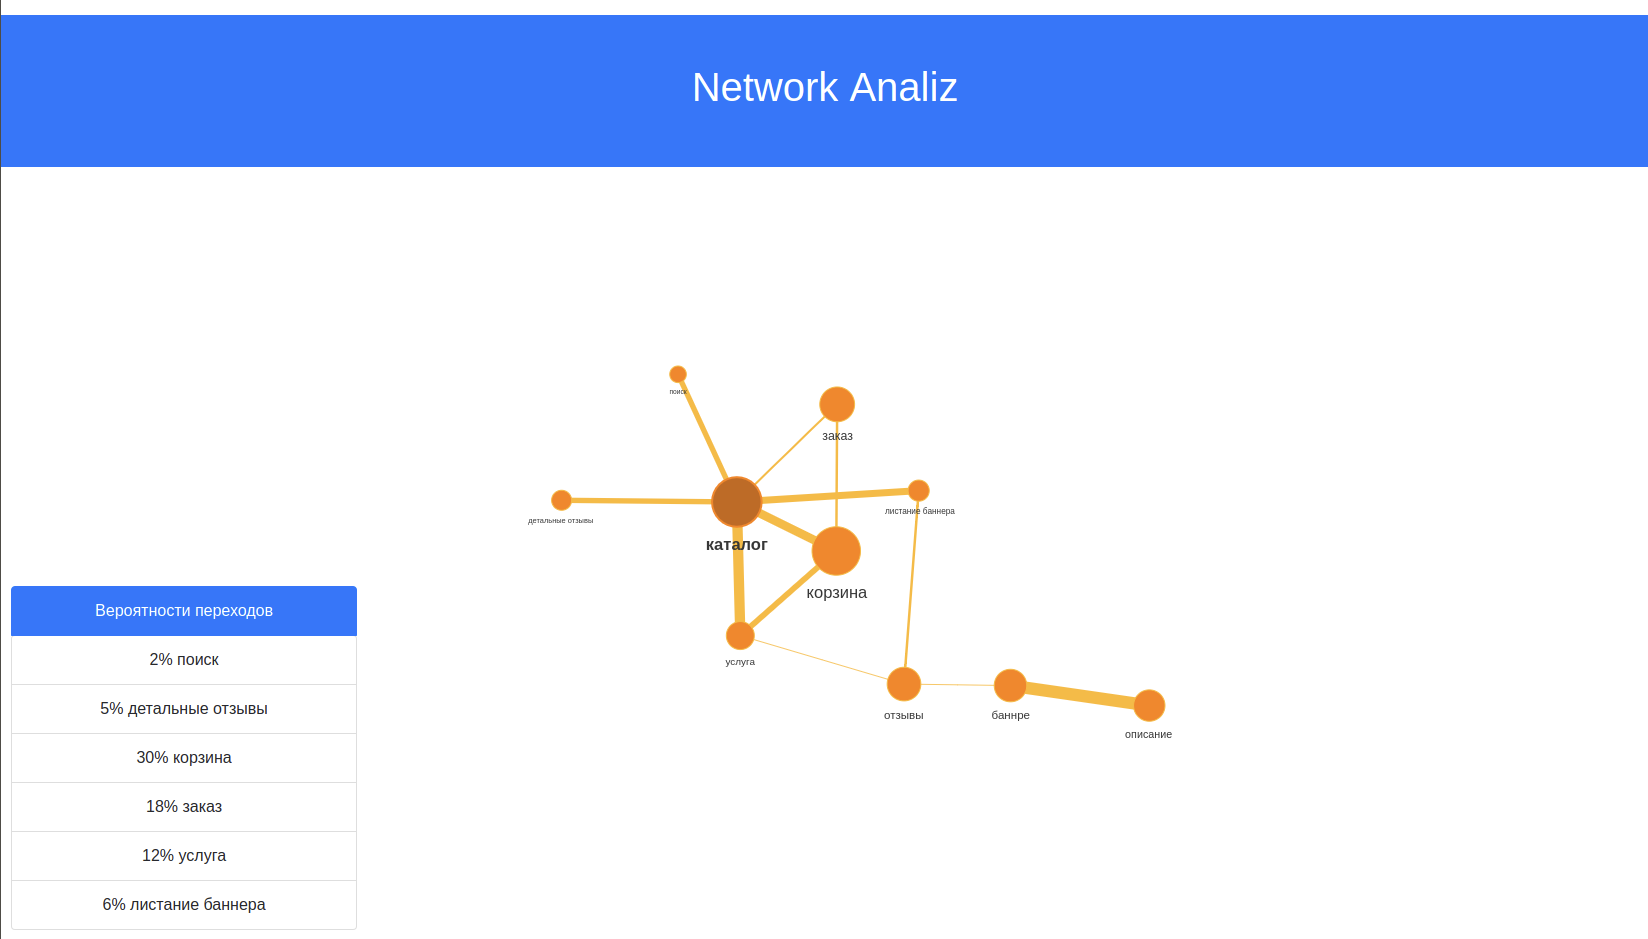 Network Analiz
поиск
заказ
детальные отзывы
листание баннера
каталог
корзина
услуга
отзывы
баннре
описание
Вероятности переходов
2% поиск
5% детальные отзывы
30% корзина
18% заказ
12% услуга
6% листание баннера